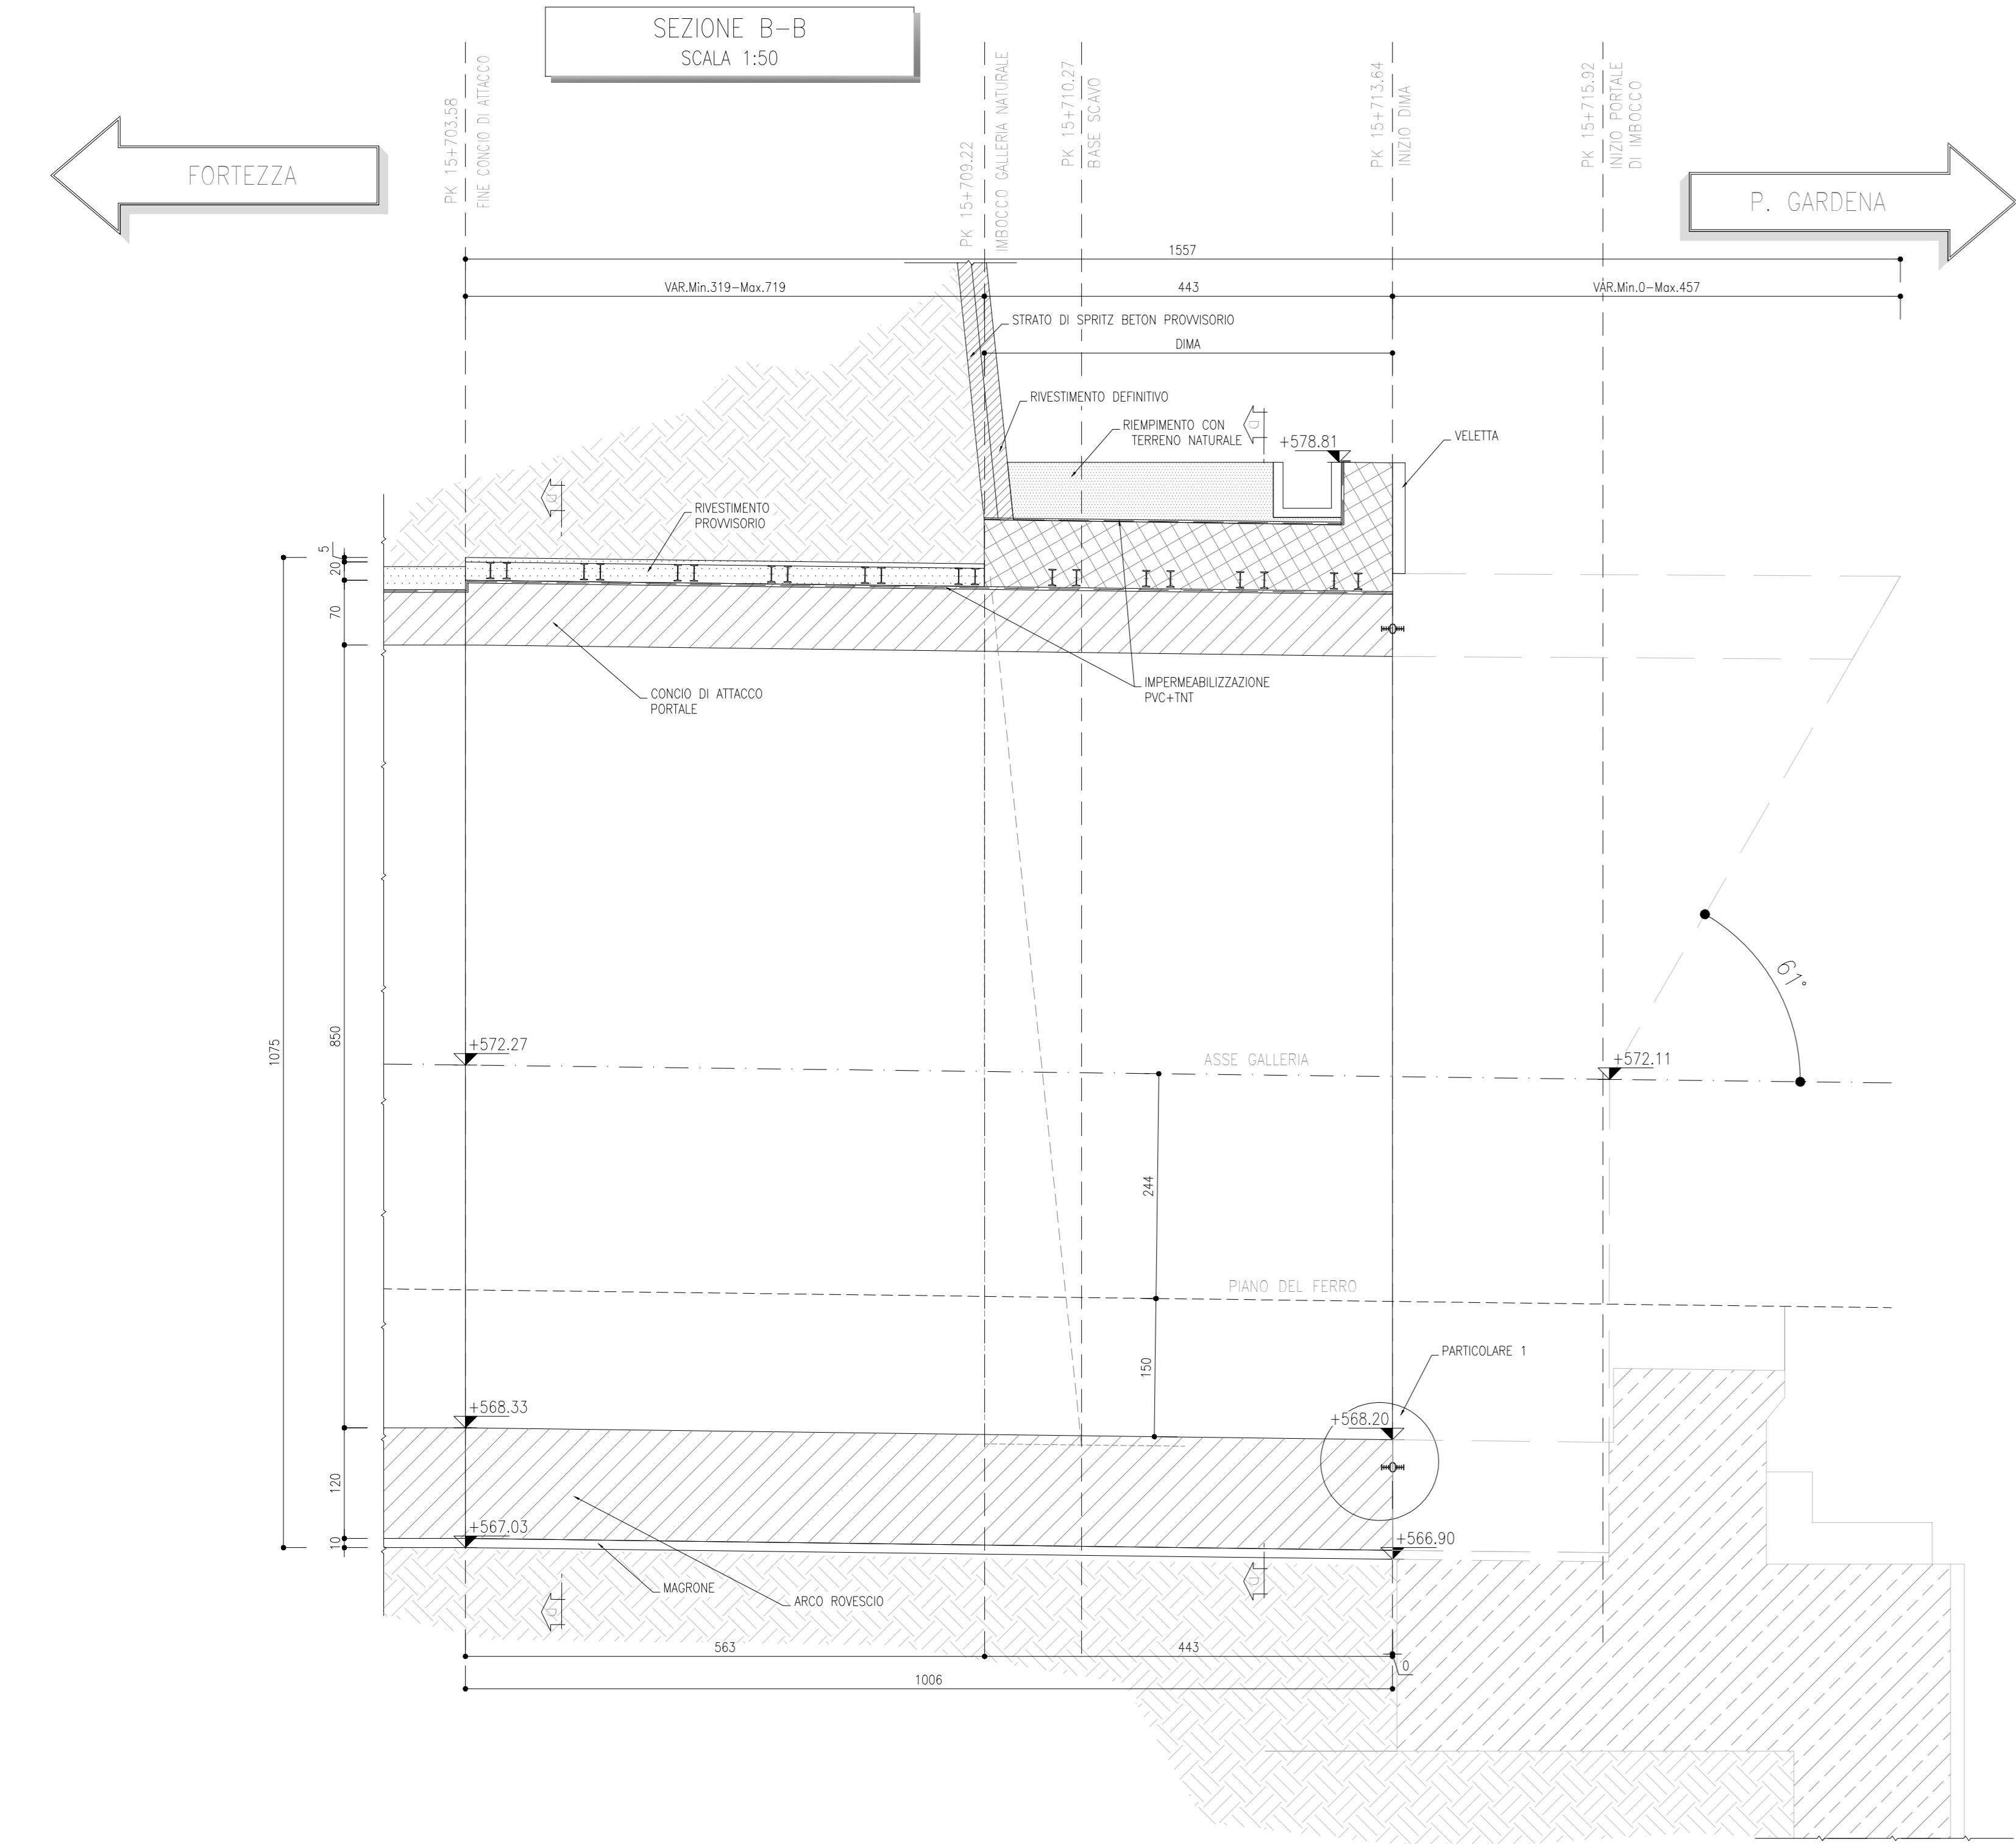 SEZIONE B-B
SCALA 1:50
FORTEZZA
P. GARDENA
PK 15+703.58
FINE CONCIO DI ATTACCO
PK 15+709.22
IMBOCCO GALLERIA NATURALE
PK 15+710.27
BASE SCAVO
PK 15+713.64
INIZIO DIMA
PK 15+715.92
INIZIO PORTALE
DI IMBOCCO
1557
VAR.Min.319-Max.719
443
VAR.Min.0-Max.457
STRATO DI SPRITZ BETON PROVVISORIO
DIMA
RIVESTIMENTO DEFINITIVO
RIEMPIMENTO CON
TERRENO NATURALE
D
+578.81
VELETTA
D
RIVESTIMENTO
PROVVISORIO
5
20
70
CONCIO DI ATTACCO
PORTALE
IMPERMEABILIZZAZIONE
PVC+TNT
61°
1075
850
+572.27
ASSE GALLERIA
+572.11
244
PIANO DEL FERRO
150
PARTICOLARE 1
+568.33
+568.20
120
+567.03
10
+566.90
MAGRONE
ARCO ROVESCIO
D
D
563
443
0
1006